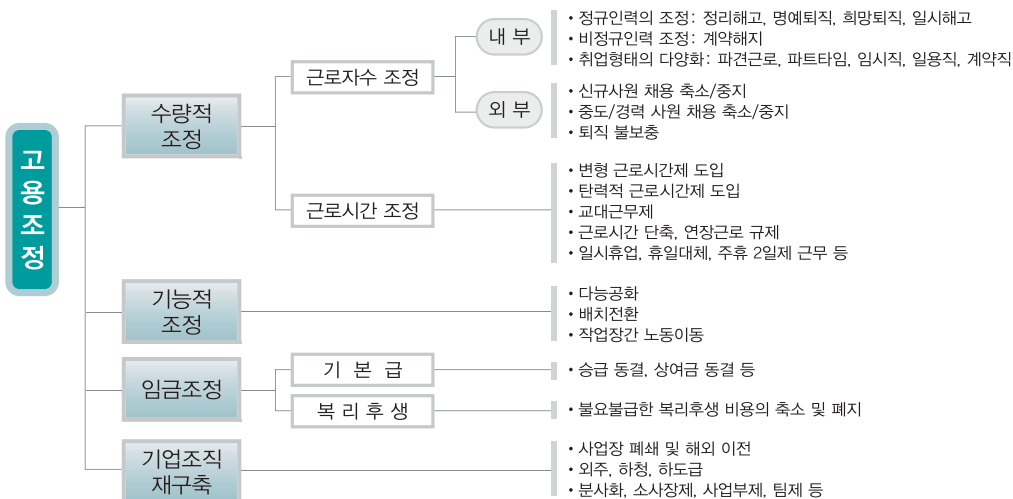 고용조정
수량적
조정
근로자수 조정
내 부
• 정규인력의 조정: 정리해고, 명예퇴직, 희망퇴직, 일시해고
• 비정규인력 조정: 계약해지
• 취업형태의 다양화: 파견근로, 파트타임, 임시직, 일용직, 계약직
외 부
• 신규사원 채용 축소/중지
• 중도/경력 사원 채용 축소/중지
• 퇴직 불보충
근로시간 조정
• 변형 근로시간제 도입
• 탄력적 근로시간제 도입
• 교대근무제
• 근로시간 단축, 연장근로 규제
• 일시휴업, 휴일대체, 주휴 2일제 근무 등
기능적
조정
• 다능공화
• 배치전환
• 작업장간 노동이동
임금조정
기 본 급
• 승급 동결, 상여금 동결 등
복리후생
• 불요불급한 복리후생 비용의 축소 및 폐지
기업조직
재구축
• 사업장 폐쇄 및 해외 이전
• 외주, 하청, 하도급
• 분사화, 소사장제, 사업부제, 팀제 등